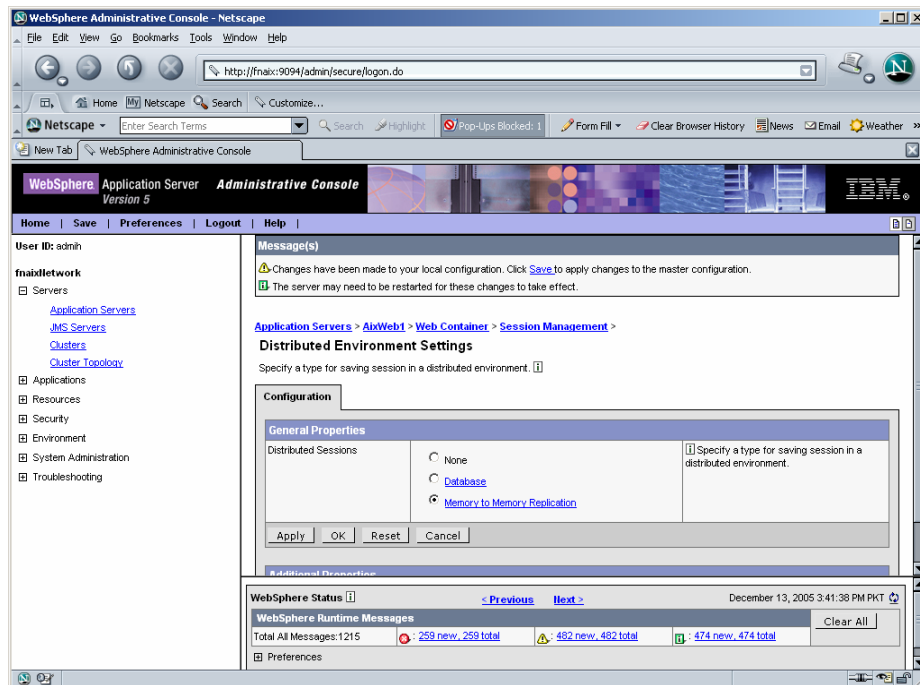 WebSphere Administrative Console - Netscape
File Edit View Go Bookmarks Tools Window Help
http://fnaix:9094/admin/secure/logon.do
Home My Netscape Search Customize...
Netscape Enter Search Terms Search Highlight Pop-Ups Blocked: 1 Form Fill Clear Browser History News Email Weather »
New Tab WebSphere Administrative Console
WebSphere Application Server Administrative Console
Version 5
IBM
Home | Save | Preferences | Logout | Help |
User ID: admih
fnaixNetwork
Servers
Application Servers
JMS Servers
Clusters
Cluster Topology
Applications
Resources
Security
Environment
System Administration
Troubleshooting
Message(s)
Changes have been made to your local configuration. Click Save to apply changes to the master configuration.
The server may need to be restarted for these changes to take effect.
Application Servers > AixWeb1 > Web Container > Session Management >
Distributed Environment Settings
Specify a type for saving session in a distributed environment.
Configuration
General Properties
Distributed Sessions
None
Database
Memory to Memory Replication
Specify a type for saving session in a
distributed environment.
Apply OK Reset Cancel
Additional Properties
WebSphere Status < Previous Next > December 13, 2005 3:41:38 PM PKT
WebSphere Runtime Messages
Clear All
Total All Messages:1215 : 259 new, 259 total : 482 new, 482 total : 474 new, 474 total
Preferences